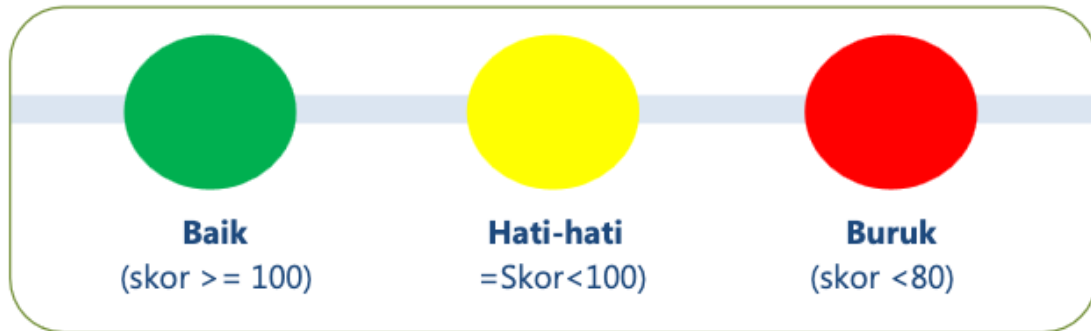 Baik
(skor >= 100)
Hati-hati
=Skor<100)
Buruk
(skor <80)